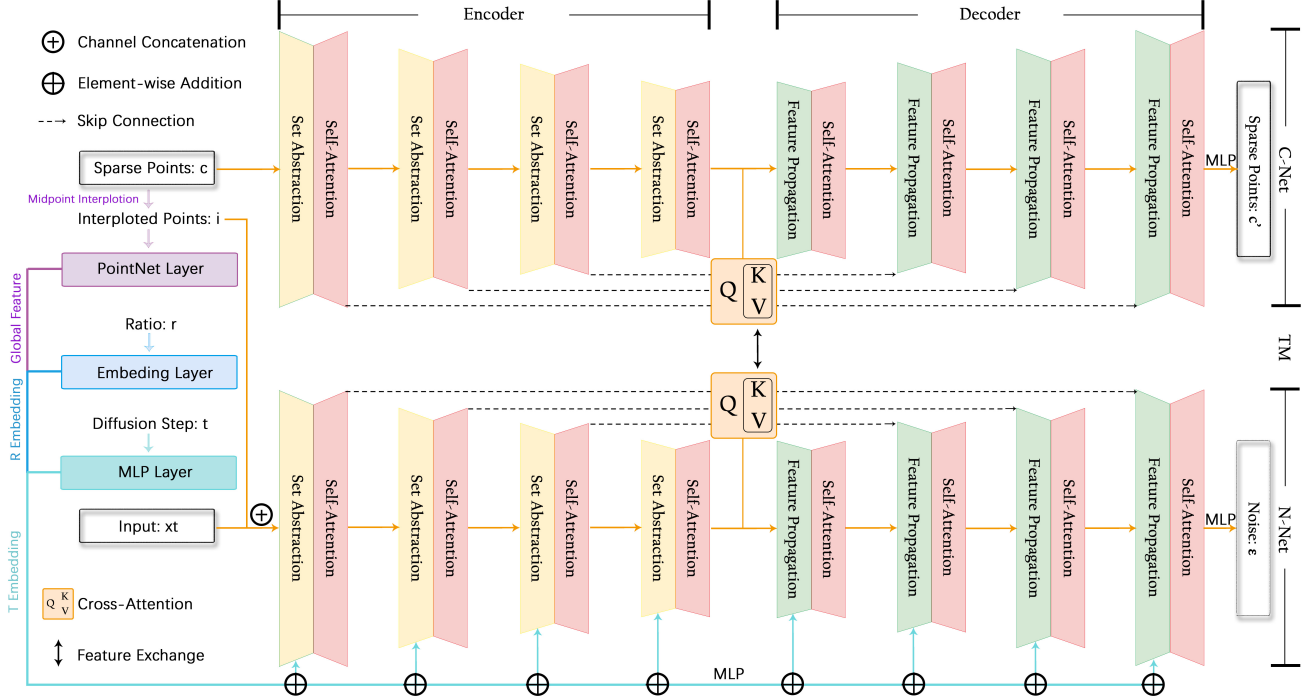 Encoder
Decoder
Channel Concatenation
Element-wise Addition
Skip Connection
Sparse Points: c
Midpoint Interplotion
Interploted Points: i
PointNet Layer
Ratio: r
Embeding Layer
Diffusion Step: t
MLP Layer
Input: xt
Q K V
Cross-Attention
Feature Exchange
Global Feature
R Embedding
T Embedding
Set Abstraction
Self-Attention
Set Abstraction
Self-Attention
Set Abstraction
Self-Attention
Set Abstraction
Self-Attention
Feature Propagation
Self-Attention
Feature Propagation
Self-Attention
Feature Propagation
Self-Attention
Feature Propagation
Self-Attention
MLP
Sparse Points: c'
C-Net
Q
K
V
TM
Q
K
V
Set Abstraction
Self-Attention
Set Abstraction
Self-Attention
Set Abstraction
Self-Attention
Set Abstraction
Self-Attention
Feature Propagation
Self-Attention
Feature Propagation
Self-Attention
Feature Propagation
Self-Attention
Feature Propagation
Self-Attention
MLP
Noise: ε
N-Net
MLP